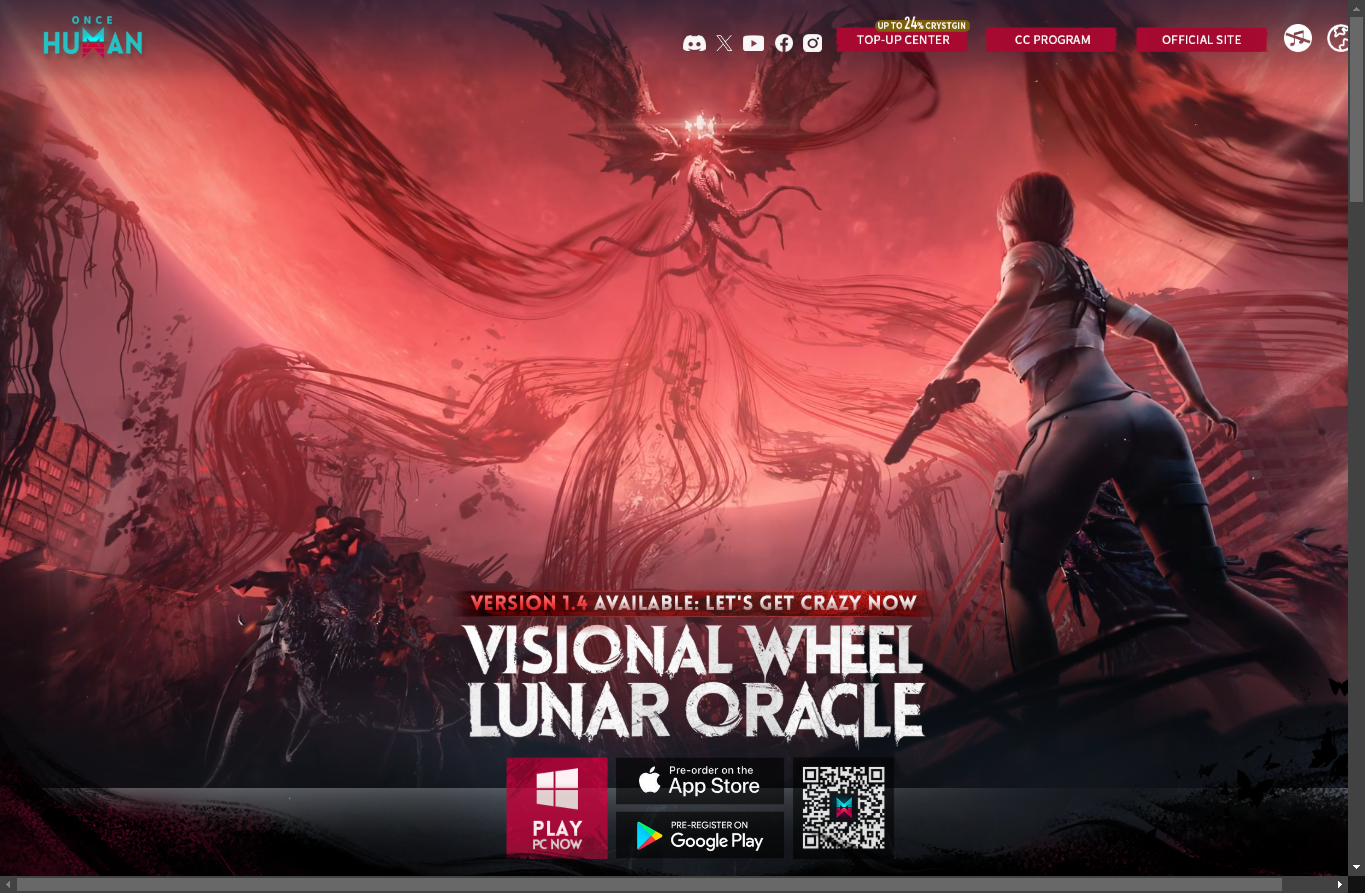 ONCE
HUMAN
UP TO 24% CRYSTGIN
TOP-UP CENTER
CC PROGRAM
OFFICIAL SITE
VERSION 1.4 AVAILABLE: LET'S GET CRAZY NOW
VISIONAL WHEEL
LUNAR ORACLE
PLAY
PC NOW
Pre-order on the
App Store
PRE-REGISTER ON
Google Play